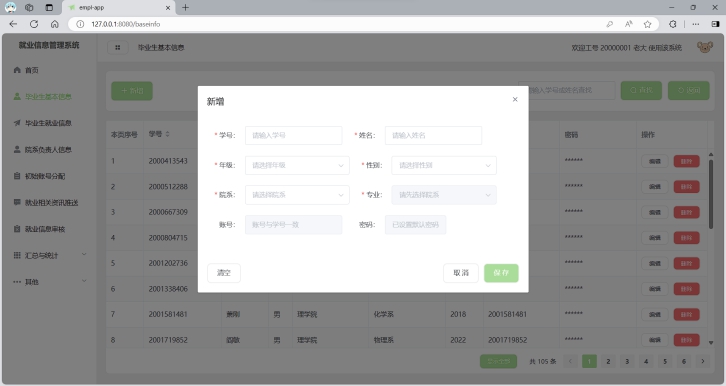 empl-app
127.0.0.1:8080/baseinfo
就业信息管理系统
毕业生基本信息
欢迎工号 20000001 老大 使用该系统
首页
毕业生基本信息
毕业生就业信息
院系负责人信息
初始账号分配
就业相关资讯推送
就业信息审核
汇总与统计
其他
+ 新增
输入学号或姓名查找
查找
新增
* 学号: 请输入学号
* 姓名: 请输入姓名
* 年级: 请选择年级
* 性别: 请选择性别
* 院系: 请选择院系
* 专业: 请先选择院系
账号: 账号与学号一致
密码: 已设置默认密码
清空
取消
保存
本页序号 学号 密码 操作
1 2000413543 ****** 编辑 删除
2 2000512288 ****** 编辑 删除
3 2000667309 ****** 编辑 删除
4 2000804715 ****** 编辑 删除
5 2001202736 ****** 编辑 删除
6 2001338406 ****** 编辑 删除
7 2001581481 萧刚 男 理学院 化学系 2018 2001581481 ****** 编辑 删除
8 2001719852 男 理学院 物理系 2022 2001719852 ****** 编辑 删除
共 105 条
1 2 3 4 5 6